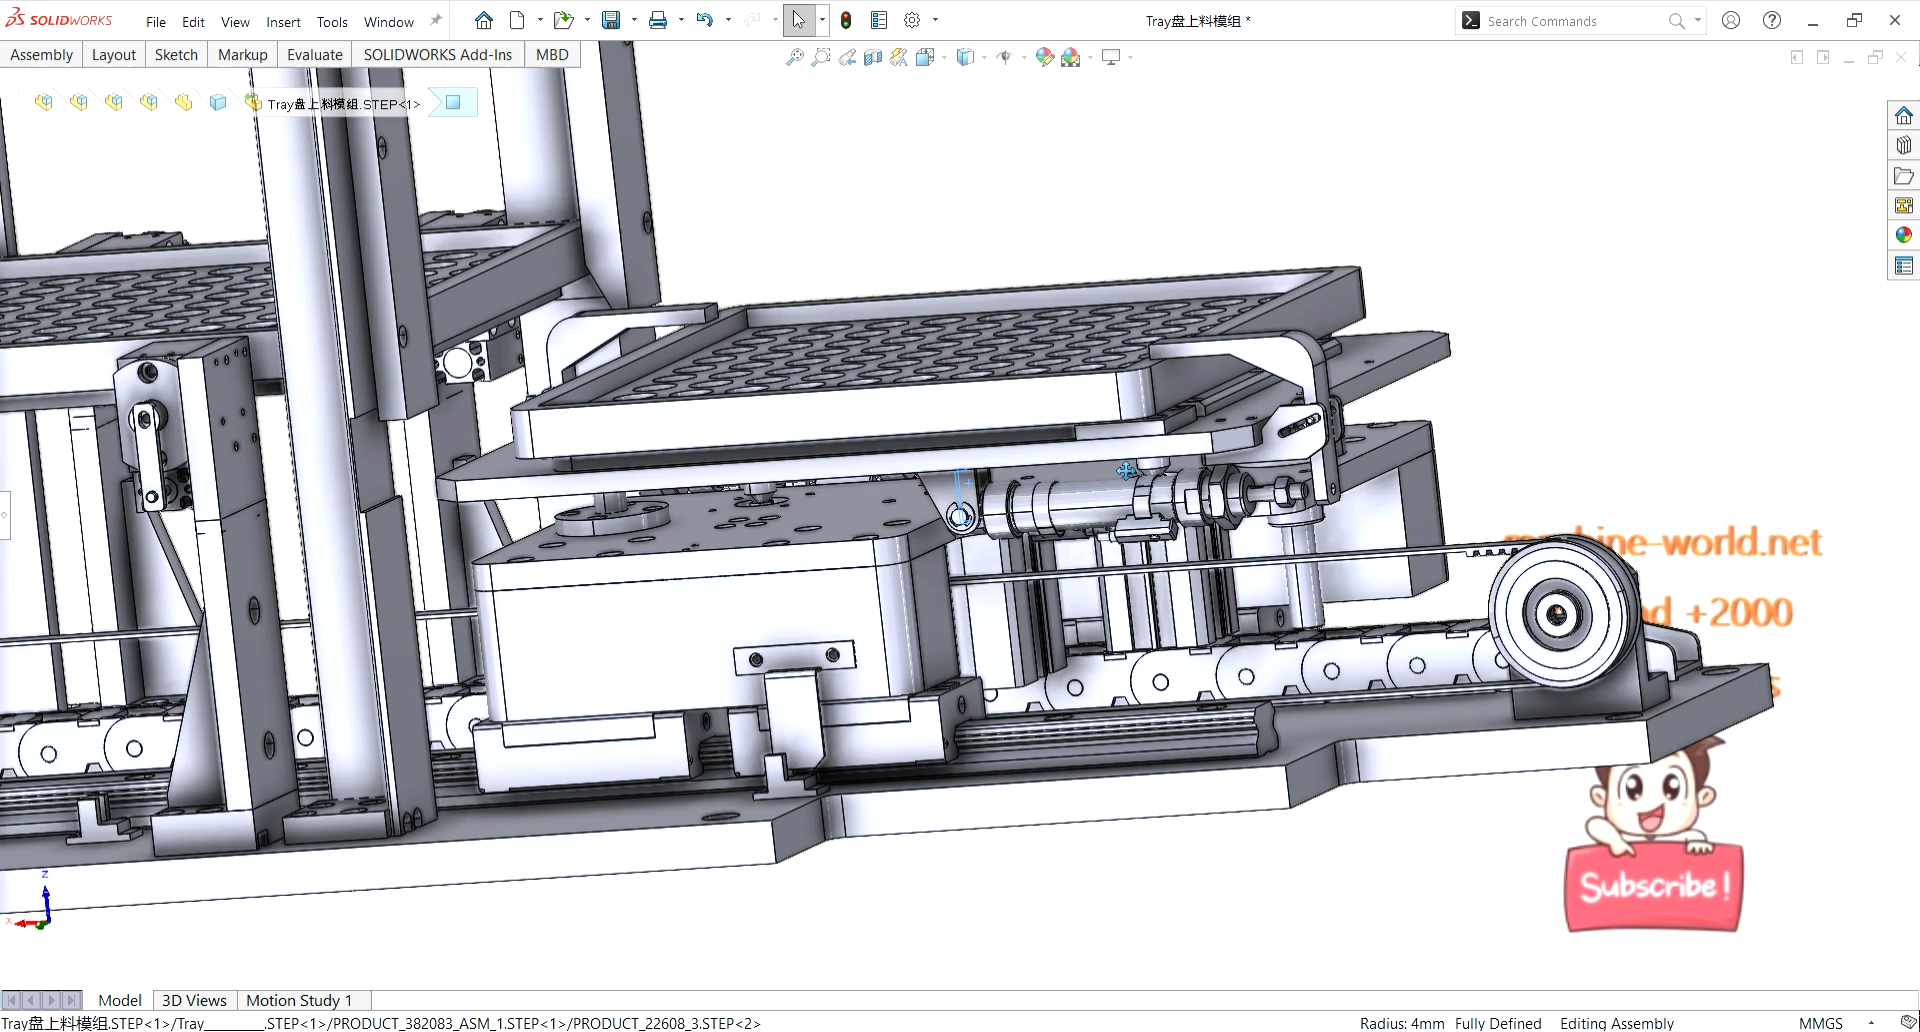 SOLIDWORKS File Edit View Insert Tools Window Tray盘上料模组 * Search Commands
Assembly Layout Sketch Markup Evaluate SOLIDWORKS Add-Ins MBD
Tray盘上料模组.STEP<1>
-world.net
+2000
Subscribe!
Z
X
Model 3D Views Motion Study 1
Tray盘上料模组.STEP<1>/Tray________.STEP<1>/PRODUCT_382083_ASM_1.STEP<1>/PRODUCT_22608_3.STEP<2> Radius: 4mm Fully Defined Editing Assembly MMGS